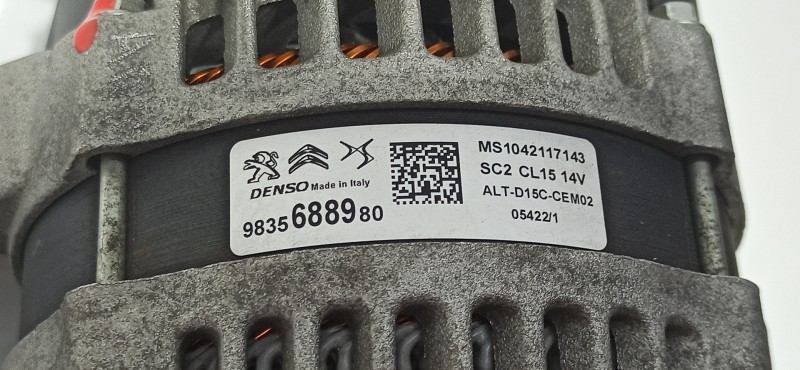 DENSO Made in Italy
9835688980
MS1042117143
SC2 CL15 14V
ALT-D15C-CEM02
05422/1